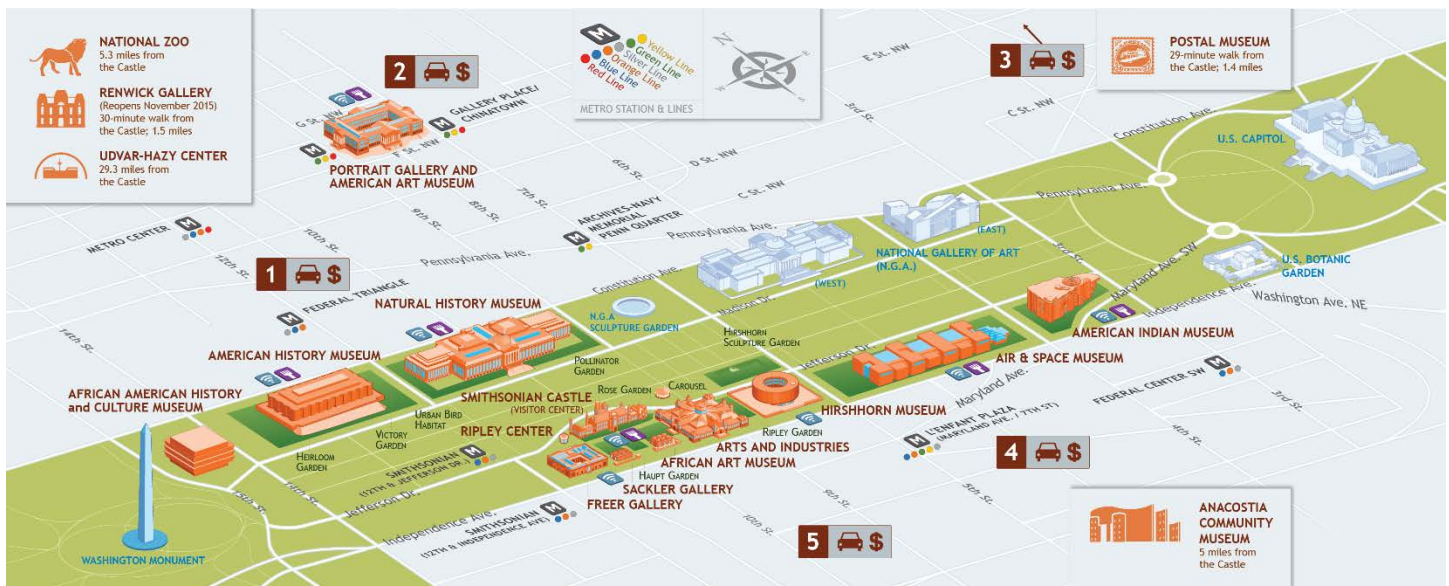 NATIONAL ZOO
5.3 miles from
the Castle
RENWICK GALLERY
(Reopens November 2015)
30-minute walk from
the Castle; 1.5 miles
UDVAR-HAZY CENTER
29.3 miles from
the Castle
2
$
G St. NW
M
GALLERY PLACE/
CHINATOWN
M
F St. NW
PORTRAIT GALLERY AND
AMERICAN ART MUSEUM
M
Yellow Line
Green Line
Silver Line
Orange Line
Blue Line
Red Line
METRO STATION & LINES
N
E
S
W
3
$
E St. NW
C St. NW
3rd St.
POSTAL MUSEUM
29-minute walk from
the Castle; 1.4 miles
Constitution Ave.
U.S. CAPITOL
Pennsylvania Ave.
6th St.
D St. NW
C St. NW
7th St.
8th St.
9th St.
10th St.
12th St.
14th St.
METRO CENTER
M
ARCHIVES-NAVY
MEMORIAL
PENN QUARTER
M
Pennsylvania Ave.
Pennsylvania Ave.
1
$
FEDERAL TRIANGLE
M
Constitution Ave.
(EAST)
NATIONAL GALLERY OF ART
(N.G.A.)
(WEST)
Madison Dr.
3rd St.
Maryland Ave. SW
U.S. BOTANIC
GARDEN
Independence Ave.
Washington Ave, NE
NATURAL HISTORY MUSEUM
N.G.A
SCULPTURE GARDEN
AMERICAN HISTORY MUSEUM
POLLINATOR
GARDEN
HIRSHHORN
SCULPTURE GARDEN
Jefferson Dr.
AMERICAN INDIAN MUSEUM
AIR & SPACE MUSEUM
AFRICAN AMERICAN HISTORY
and CULTURE MUSEUM
SMITHSONIAN CASTLE
(VISITOR CENTER)
ROSE GARDEN
CAROUSEL
URBAN BIRD
HABITAT
VICTORY
GARDEN
HEIRLOOM
GARDEN
RIPLEY CENTER
HIRSHHORN MUSEUM
RIPLEY GARDEN
ARTS AND INDUSTRIES
AFRICAN ART MUSEUM
HAUPT GARDEN
SACKLER GALLERY
FREER GALLERY
SMITHSONIAN
(12TH & JEFFERSON DR.)
M
Jefferson Dr.
14th St.
15th St.
Independence Ave.
SMITHSONIAN
(12TH & INDEPENDENCE AVE)
M
Maryland Ave.
M
L'ENFANT PLAZA
(MARYLAND AVE. / 7TH ST)
FEDERAL CENTER SW
M
3rd St.
4th St.
4
$
6th St.
9th St.
10th St.
5
$
WASHINGTON MONUMENT
ANACOSTIA
COMMUNITY
MUSEUM
5 miles from
the Castle